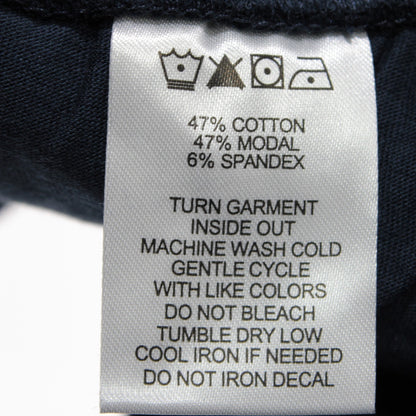 47% COTTON
47% MODAL
6% SPANDEX
TURN GARMENT
INSIDE OUT
MACHINE WASH COLD
GENTLE CYCLE
WITH LIKE COLORS
DO NOT BLEACH
TUMBLE DRY LOW
COOL IRON IF NEEDED
DO NOT IRON DECAL